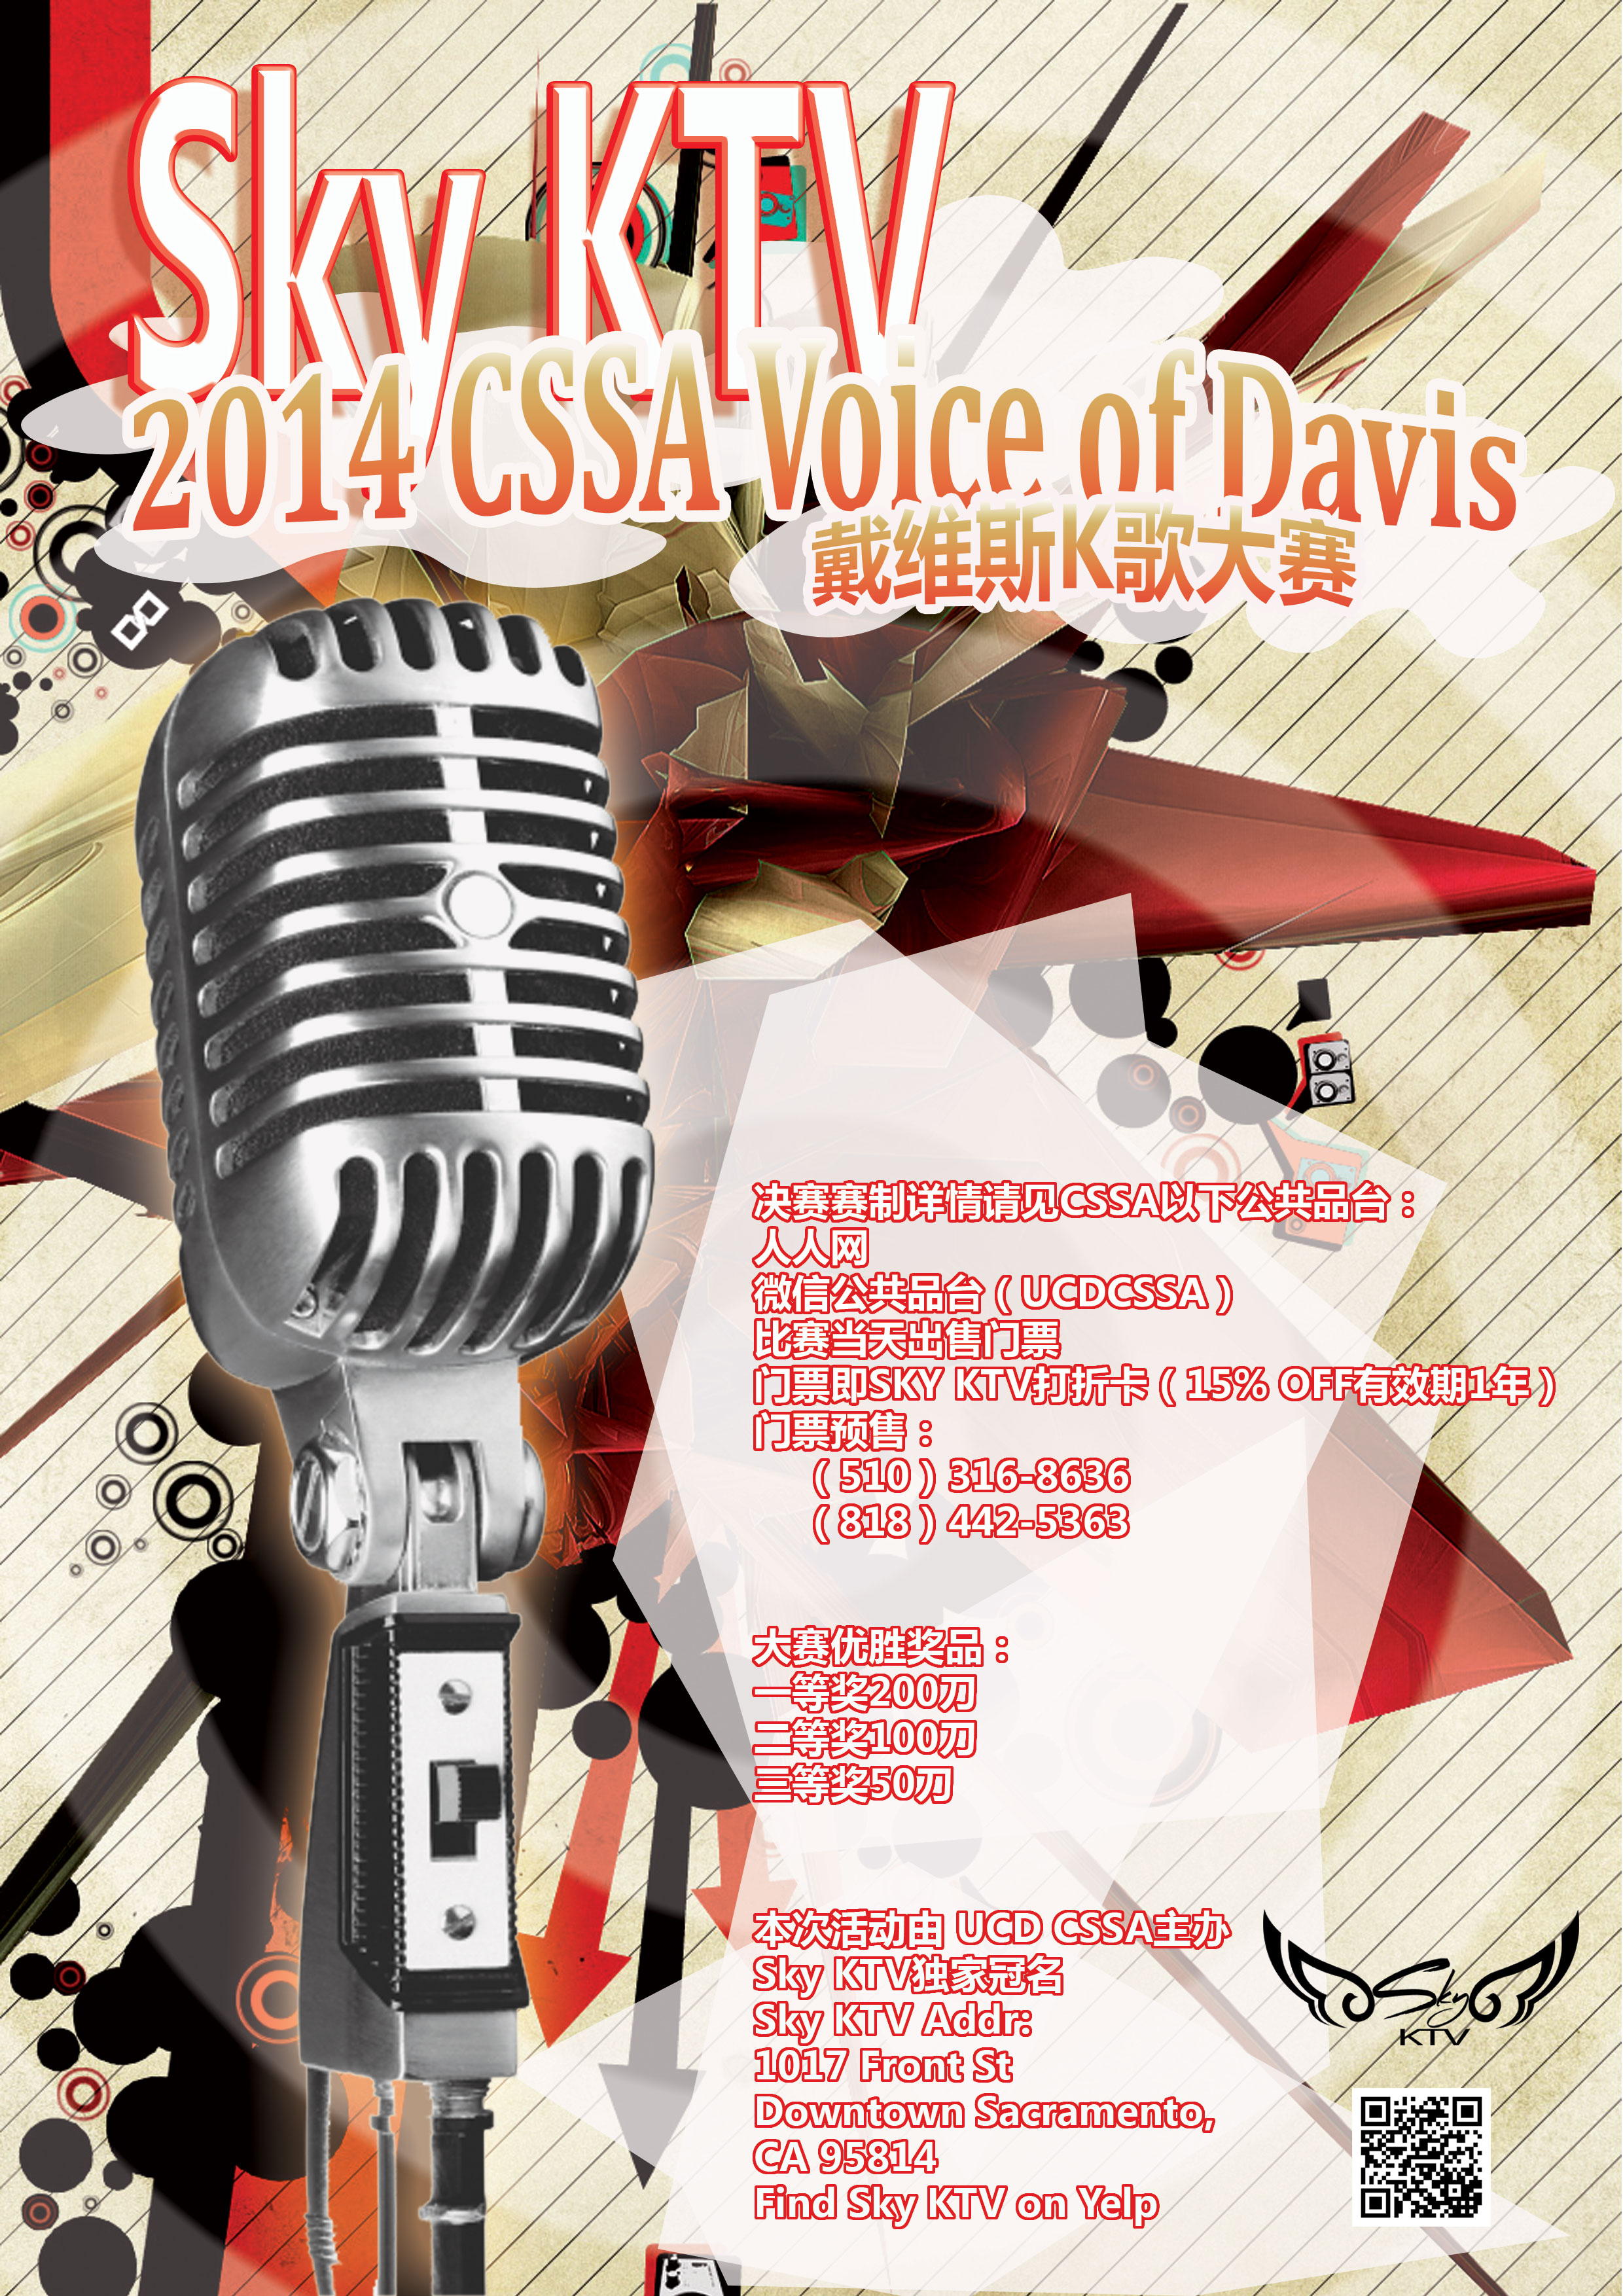 Sky KTV
2014 CSSA Voice of Davis
戴维斯K歌大赛
决赛赛制详情请见CSSA以下公共品台：
人人网
微信公共品台（UCDCSSA）
比赛当天出售门票
门票即SKY KTV打折卡（15% OFF有效期1年）
门票预售：
（510）316-8636
（818）442-5363
大赛优胜奖品：
一等奖200刀
二等奖100刀
三等奖50刀
本次活动由 UCD CSSA主办
Sky KTV独家冠名
Sky KTV Addr:
1017 Front St
Downtown Sacramento,
CA 95814
Find Sky KTV on Yelp
Sky
KTV